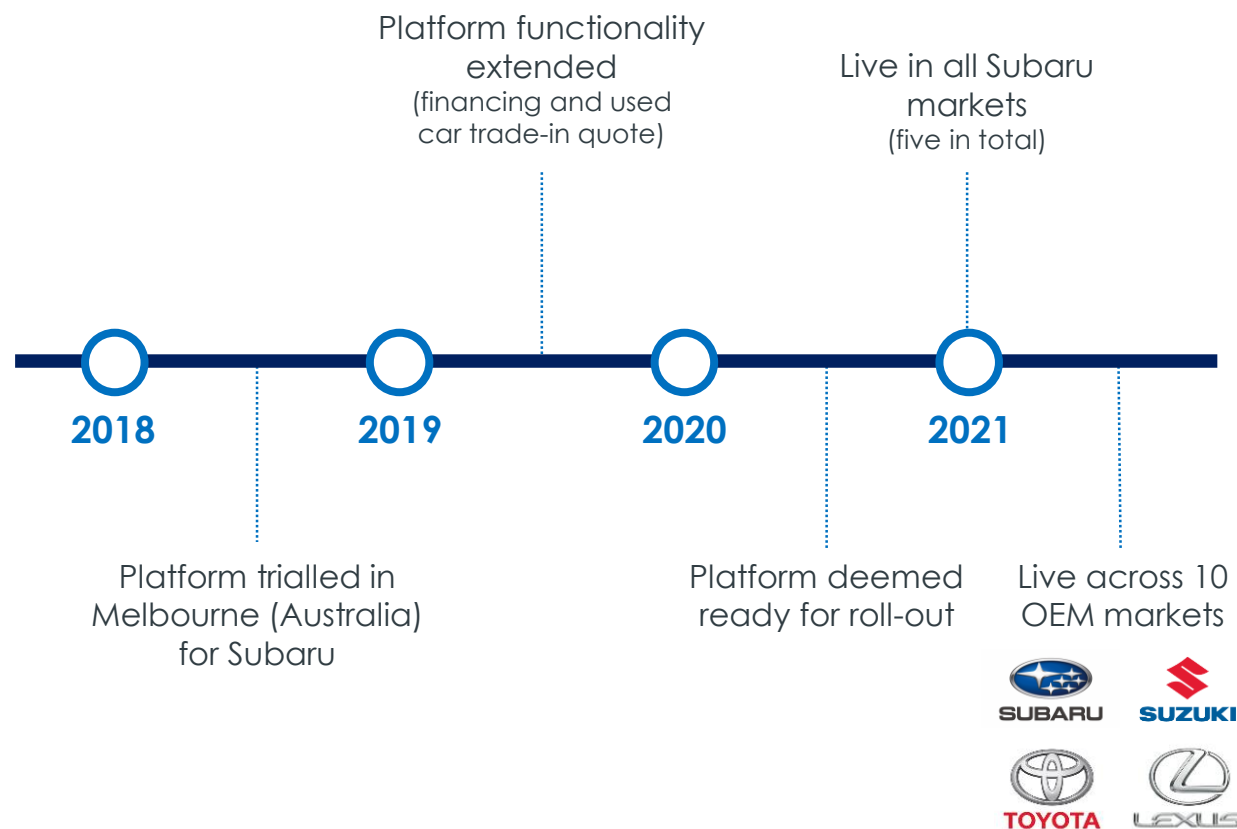 Platform functionality
extended
(financing and used
car trade-in quote)
Live in all Subaru
markets
(five in total)
2018
2019
2020
2021
Platform trialled in
Melbourne (Australia)
for Subaru
Platform deemed
ready for roll-out
Live across 10
OEM markets
SUBARU
SUZUKI
TOYOTA
LEXUS